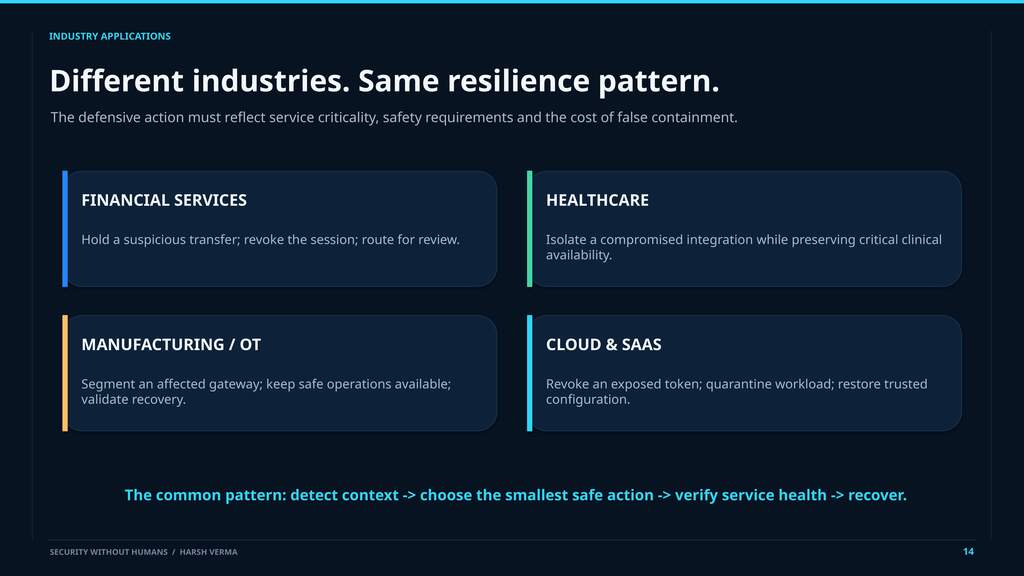 INDUSTRY APPLICATIONS
Different industries. Same resilience pattern.
The defensive action must reflect service criticality, safety requirements and the cost of false containment.
FINANCIAL SERVICES
Hold a suspicious transfer; revoke the session; route for review.
HEALTHCARE
Isolate a compromised integration while preserving critical clinical
availability.
MANUFACTURING / OT
Segment an affected gateway; keep safe operations available;
validate recovery.
CLOUD & SAAS
Revoke an exposed token; quarantine workload; restore trusted
configuration.
The common pattern: detect context -> choose the smallest safe action -> verify service health -> recover.
SECURITY WITHOUT HUMANS / HARSH VERMA
14